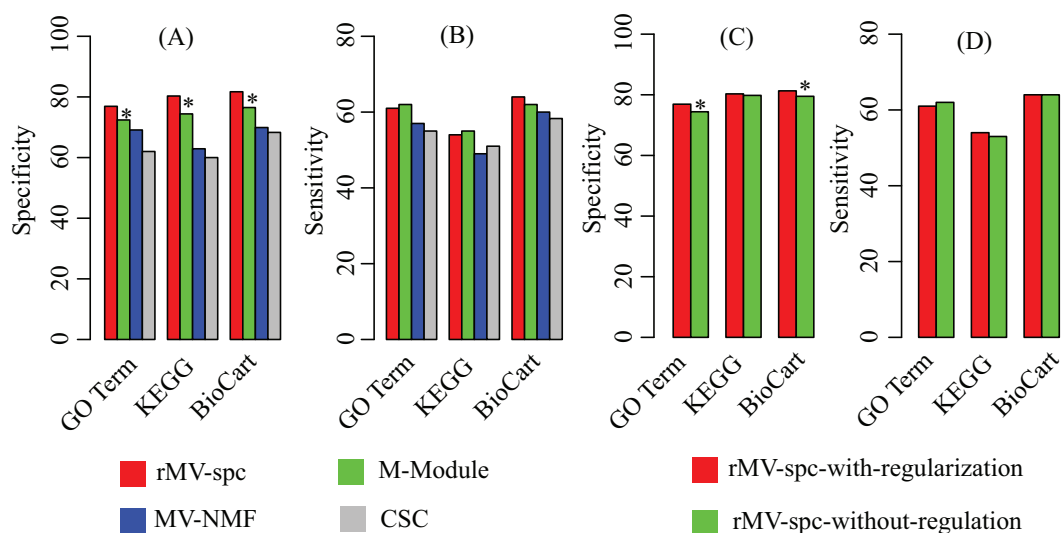 (A)
Specificity
0 20 40 60 80 100
* * *
GO Term KEGG BioCart
(B)
Sensitivity
0 20 40 60 80
GO Term KEGG BioCart
(C)
Specificity
0 20 40 60 80 100
* *
GO Term KEGG BioCart
(D)
Sensitivity
0 20 40 60 80
GO Term KEGG BioCart
rMV-spc
M-Module
MV-NMF
CSC
rMV-spc-with-regularization
rMV-spc-without-regulation